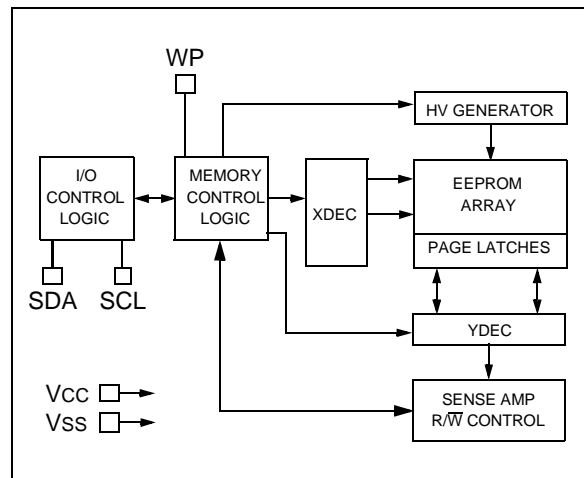 WP
HV GENERATOR
I/O
CONTROL
LOGIC
MEMORY
CONTROL
LOGIC
XDEC
EEPROM
ARRAY
PAGE LATCHES
SDA
SCL
YDEC
VCC
VSS
SENSE AMP
R/W̅ CONTROL